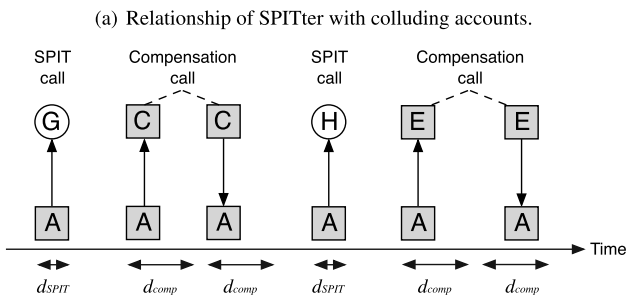 (a) Relationship of SPITter with colluding accounts.
SPIT call
Compensation call
SPIT call
Compensation call
G
C
C
H
E
E
A
A
A
A
A
A
Time
dSPIT
dcomp
dcomp
dSPIT
dcomp
dcomp